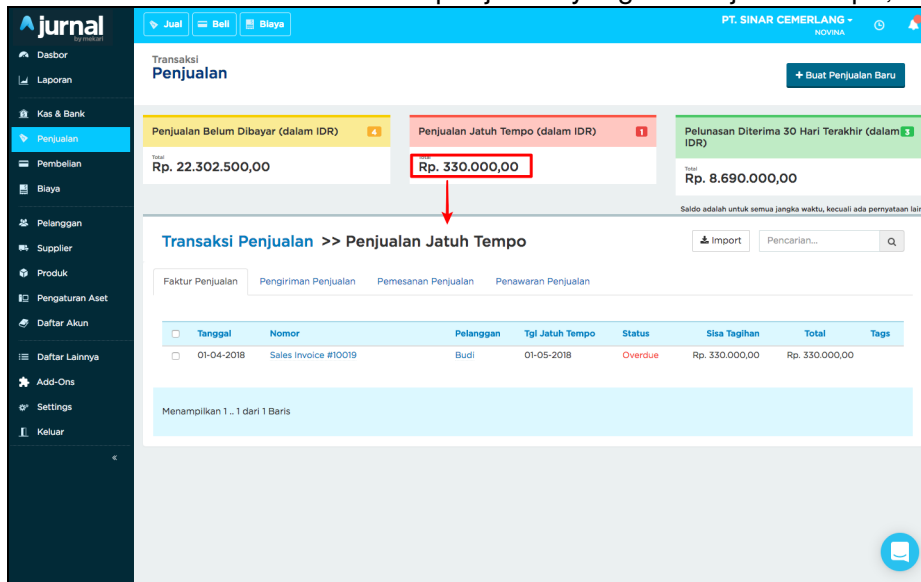 jurnal
by mekari
Jual
Beli
Biaya
PT. SINAR CEMERLANG
NOVINA
Dasbor
Laporan
Kas & Bank
Penjualan
Pembelian
Biaya
Pelanggan
Supplier
Produk
Pengaturan Aset
Daftar Akun
Daftar Lainnya
Add-Ons
Settings
Keluar
«
Transaksi
Penjualan
+ Buat Penjualan Baru
Penjualan Belum Dibayar (dalam IDR) 4
Total
Rp. 22.302.500,00
Penjualan Jatuh Tempo (dalam IDR) 1
Total
Rp. 330.000,00
Pelunasan Diterima 30 Hari Terakhir (dalam 3
IDR)
Total
Rp. 8.690.000,00
Saldo adalah untuk semua jangka waktu, kecuali ada pernyataan lain
Transaksi Penjualan >> Penjualan Jatuh Tempo
Import
Pencarian...
Faktur Penjualan Pengiriman Penjualan Pemesanan Penjualan Penawaran Penjualan
Tanggal Nomor Pelanggan Tgl Jatuh Tempo Status Sisa Tagihan Total Tags
01-04-2018 Sales Invoice #10019 Budi 01-05-2018 Overdue Rp. 330.000,00 Rp. 330.000,00
Menampilkan 1 .. 1 dari 1 Baris